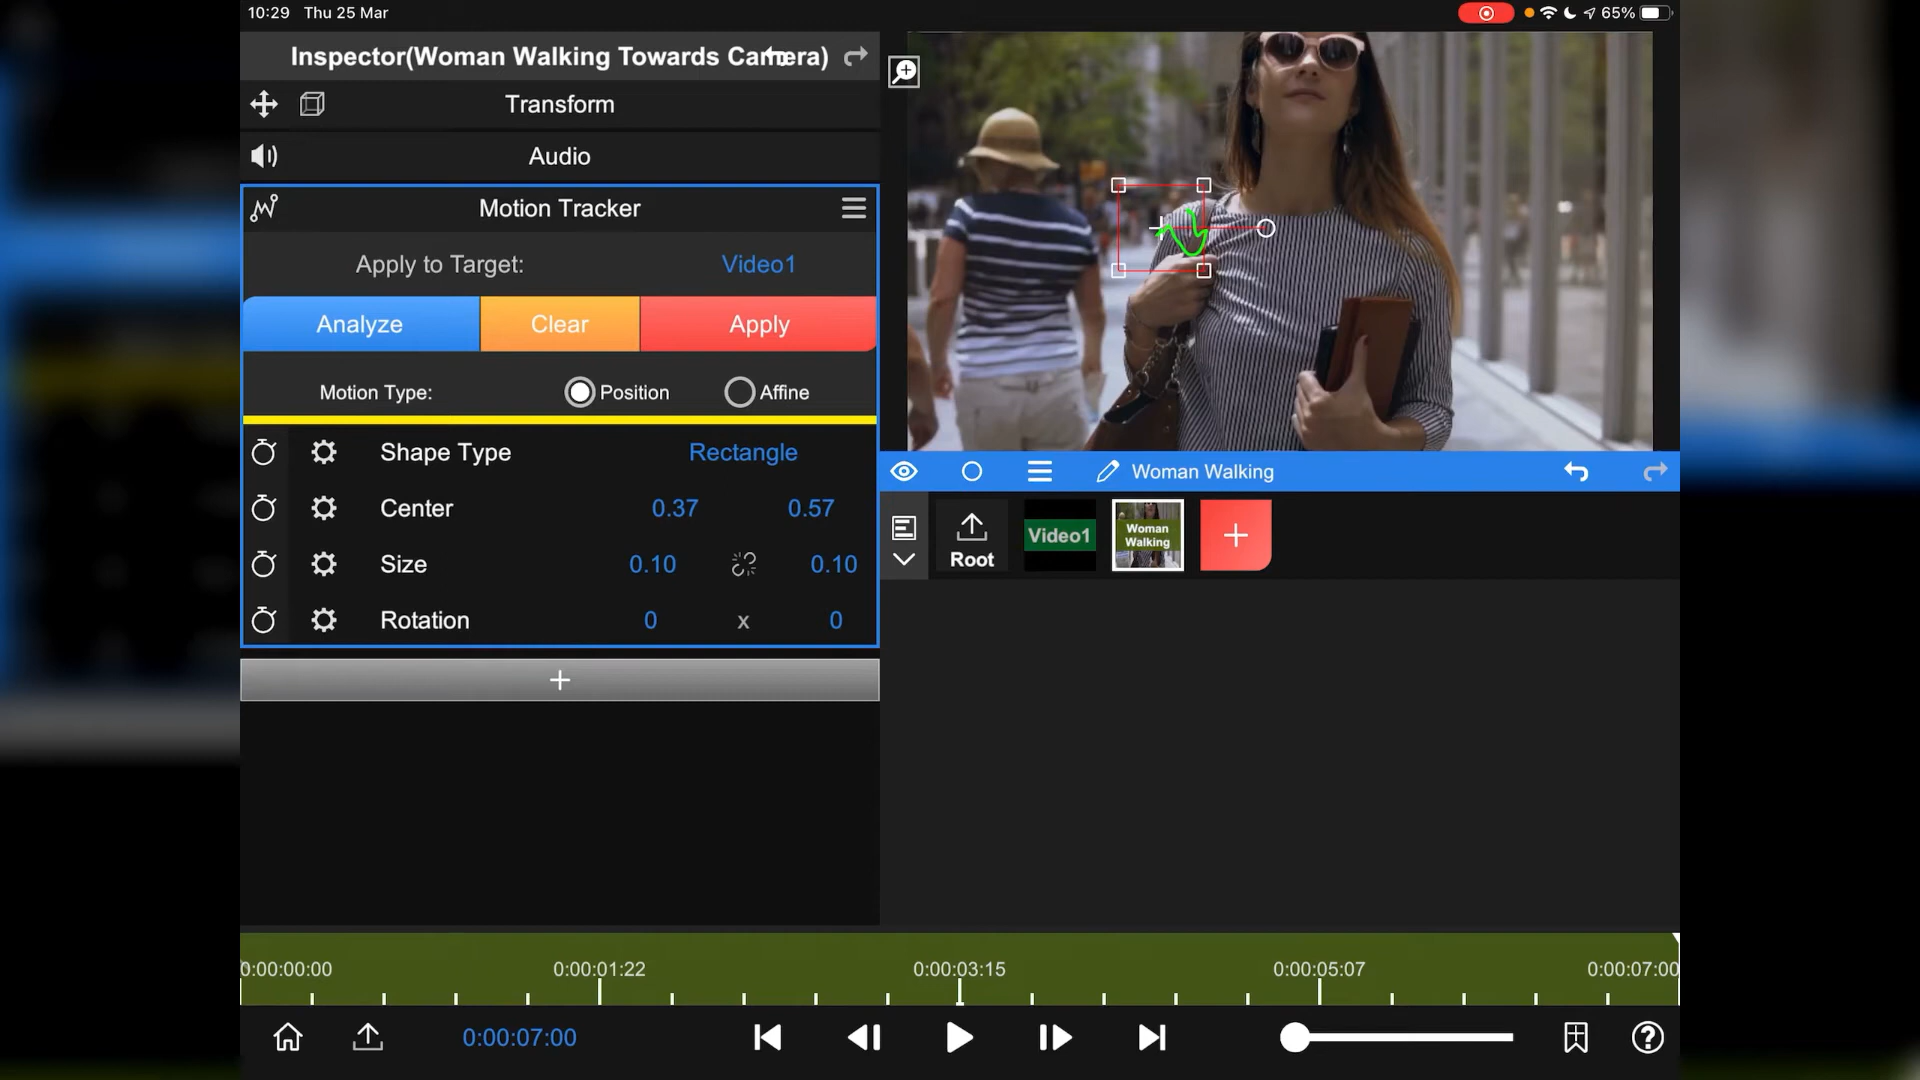 10:29 Thu 25 Mar
65%
Inspector(Woman Walking Towards Camera)
Transform
Audio
Motion Tracker
Apply to Target: Video1
Analyze Clear Apply
Motion Type: Position Affine
Shape Type Rectangle
Center 0.37 0.57
Size 0.10 0.10
Rotation 0 x 0
+
Woman Walking
Root
Video1
Woman
Walking
+
0:00:00:00 0:00:01:22 0:00:03:15 0:00:05:07 0:00:07:00
0:00:07:00
?